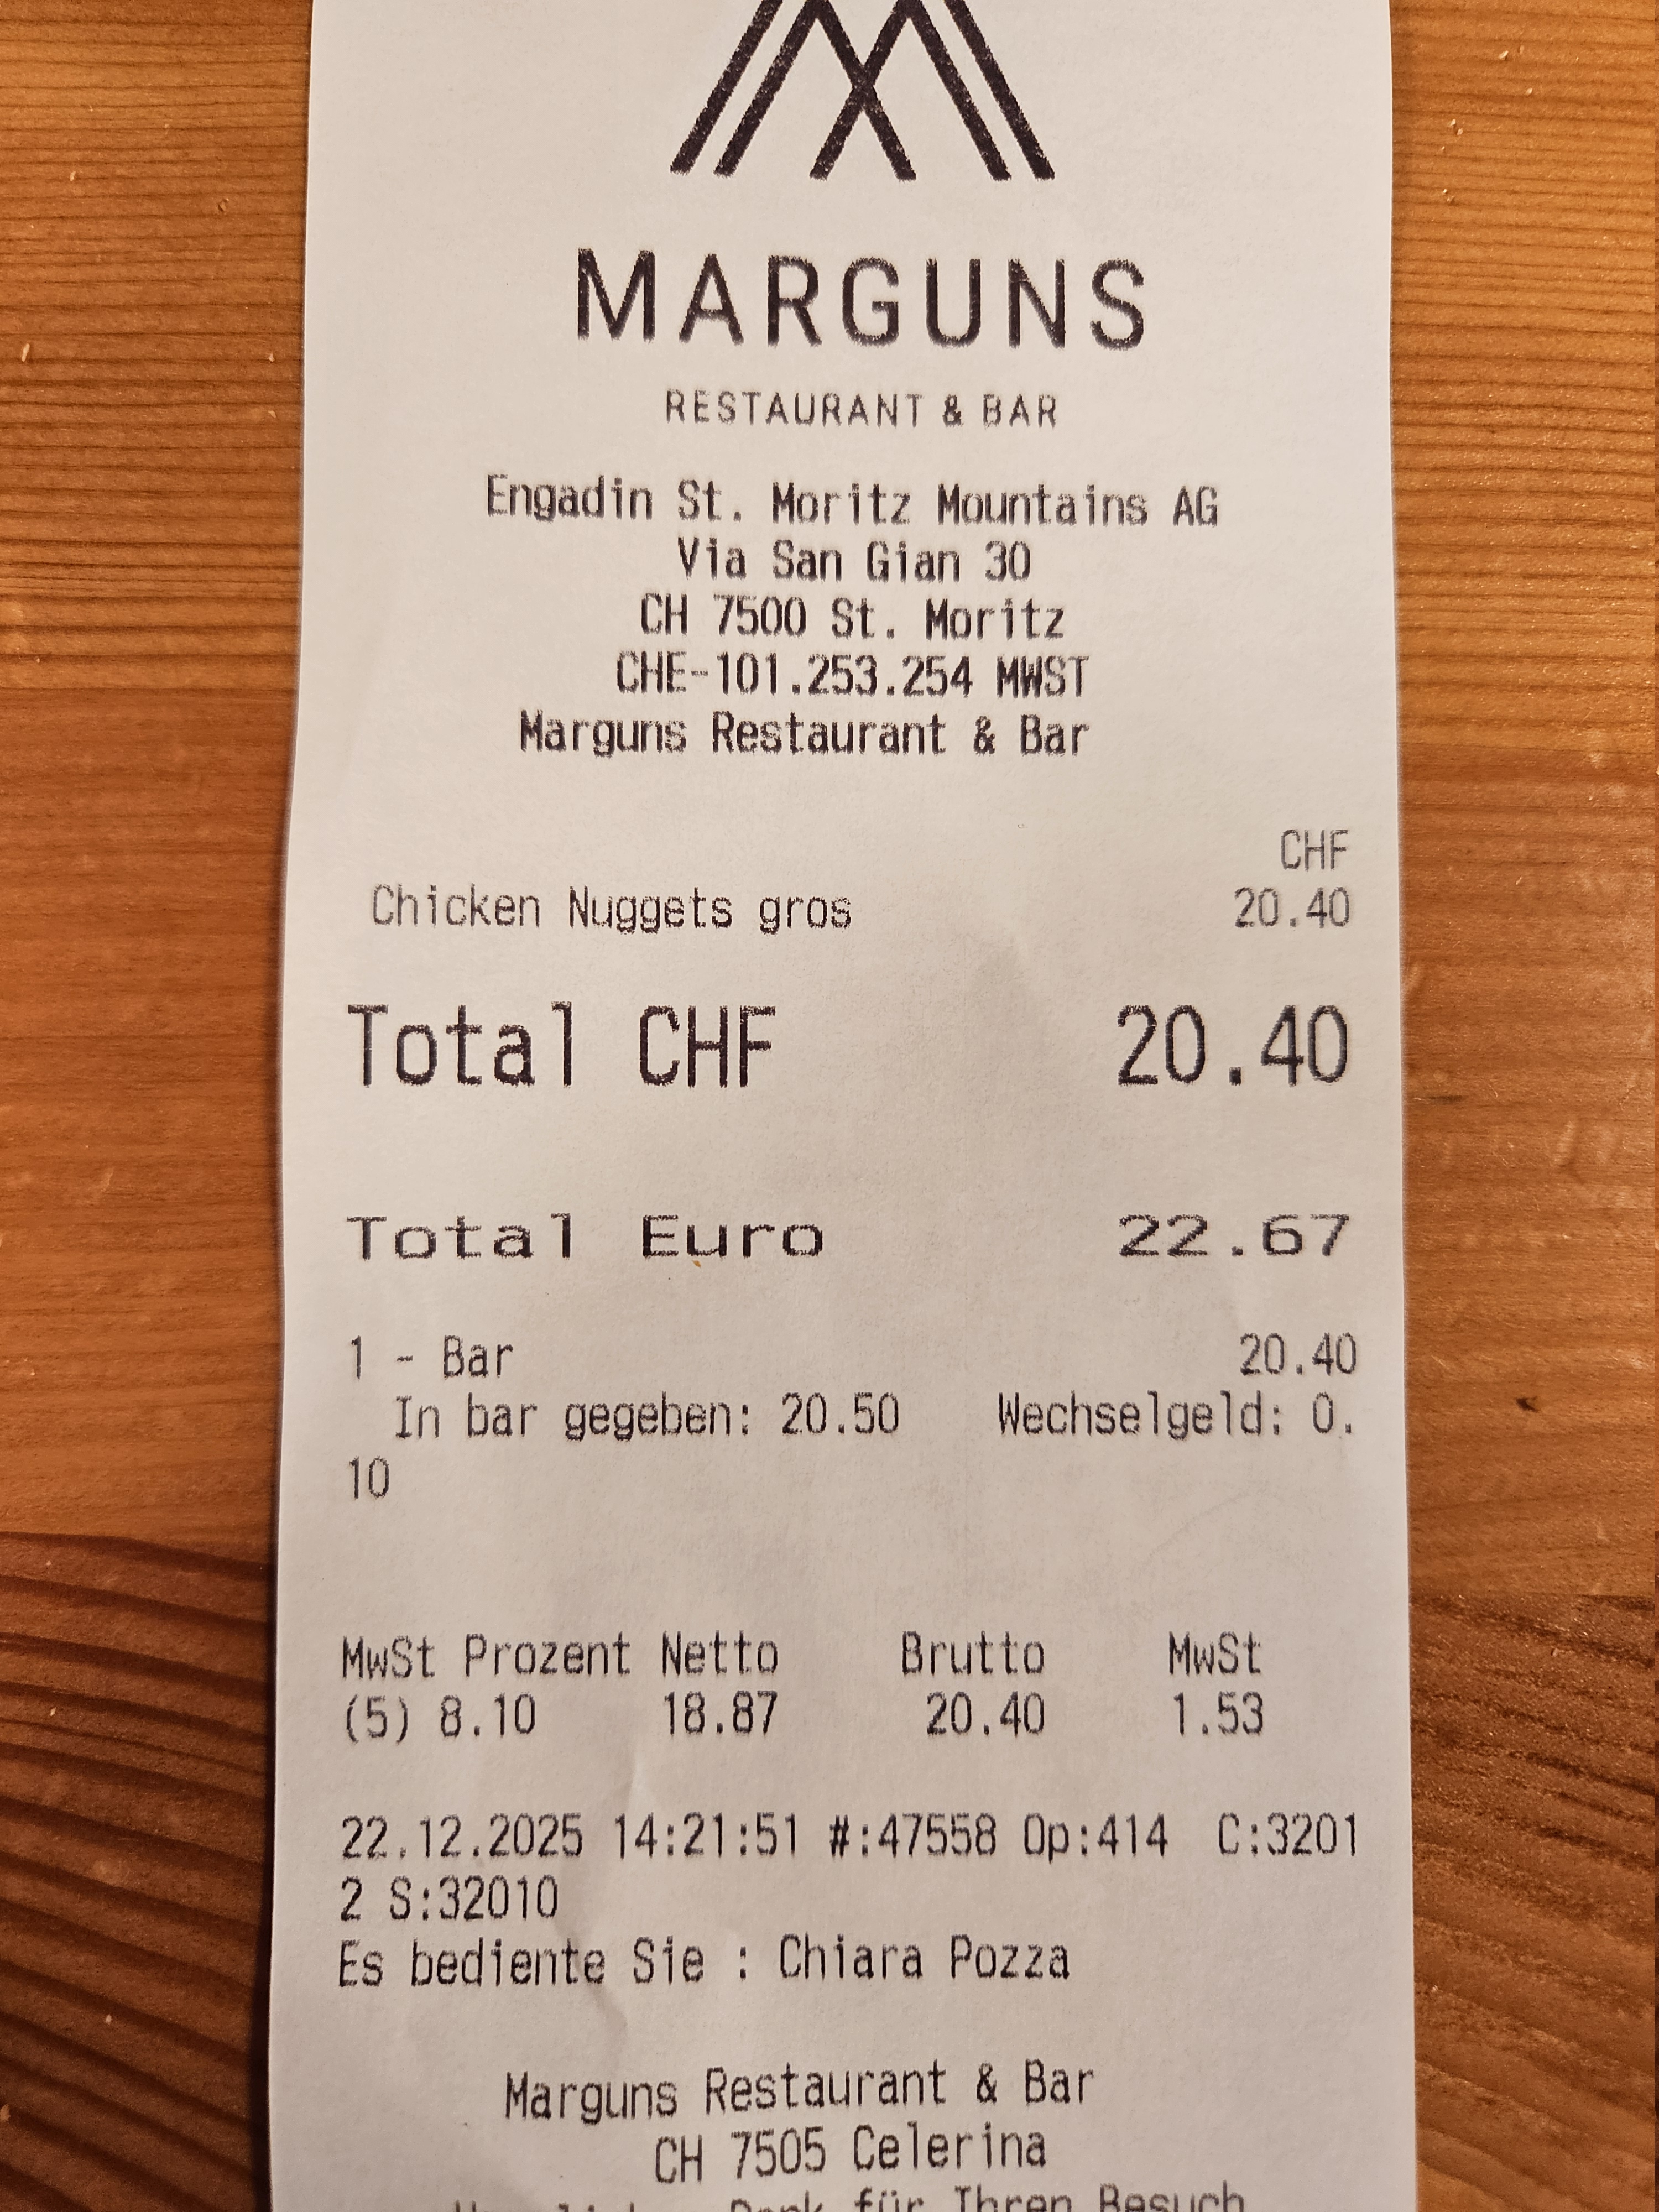 MARGUNS
RESTAURANT & BAR
Engadin St. Moritz Mountains AG
Via San Gian 30
CH 7500 St. Moritz
CHE-101.253.254 MWST
Marguns Restaurant & Bar
CHF
Chicken Nuggets gros 20.40
Total CHF 20.40
Total Euro 22.67
1 - Bar 20.40
In bar gegeben: 20.50 Wechselgeld: 0.
10
MwSt Prozent Netto Brutto MwSt
(5) 8.10 18.87 20.40 1.53
22.12.2025 14:21:51 #:47558 Op:414 C:3201
2 S:32010
Es bediente Sie : Chiara Pozza
Marguns Restaurant & Bar
CH 7505 Celerina
Dank für Ihren Besuch